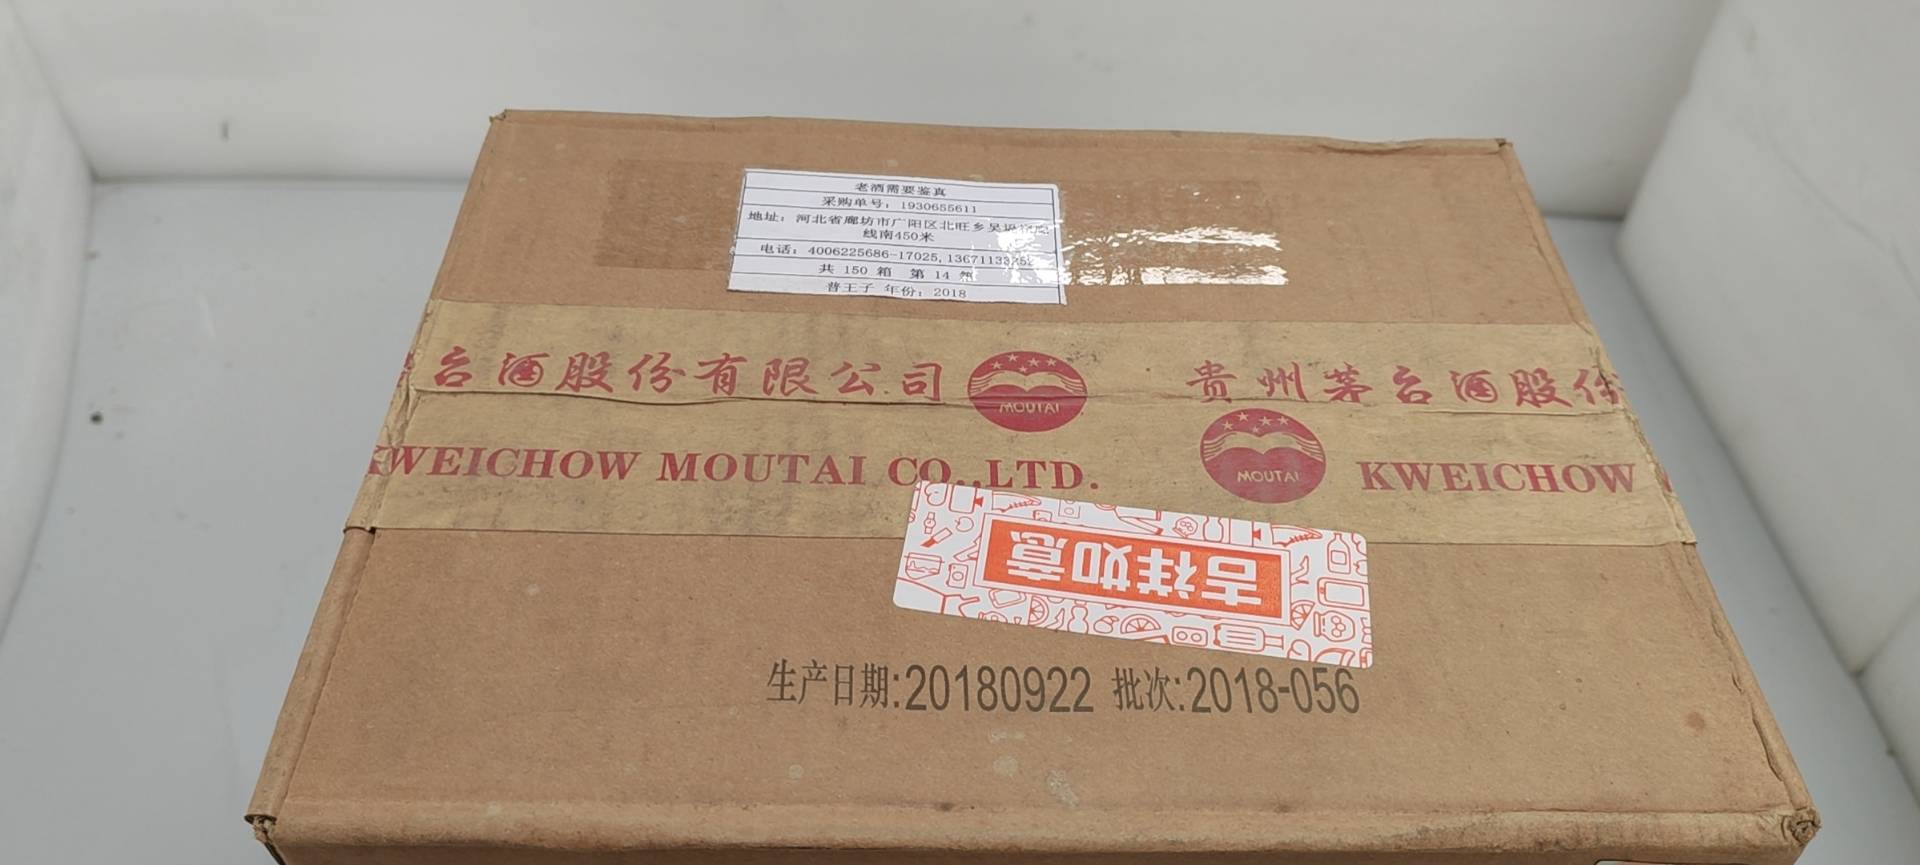 老酒需要鉴真
采购单号：1930655611
地址：河北省廊坊市广阳区北旺乡
线南450米
电话：4006225686-17025,13671133252
共 150 箱 第 14 箱
普王子 年份：2018
台酒股份有限公司 MOUTAI 贵州茅台酒股份
KWEICHOW MOUTAI CO.,LTD. MOUTAI KWEICHOW
吉祥如意
生产日期:20180922 批次:2018-056